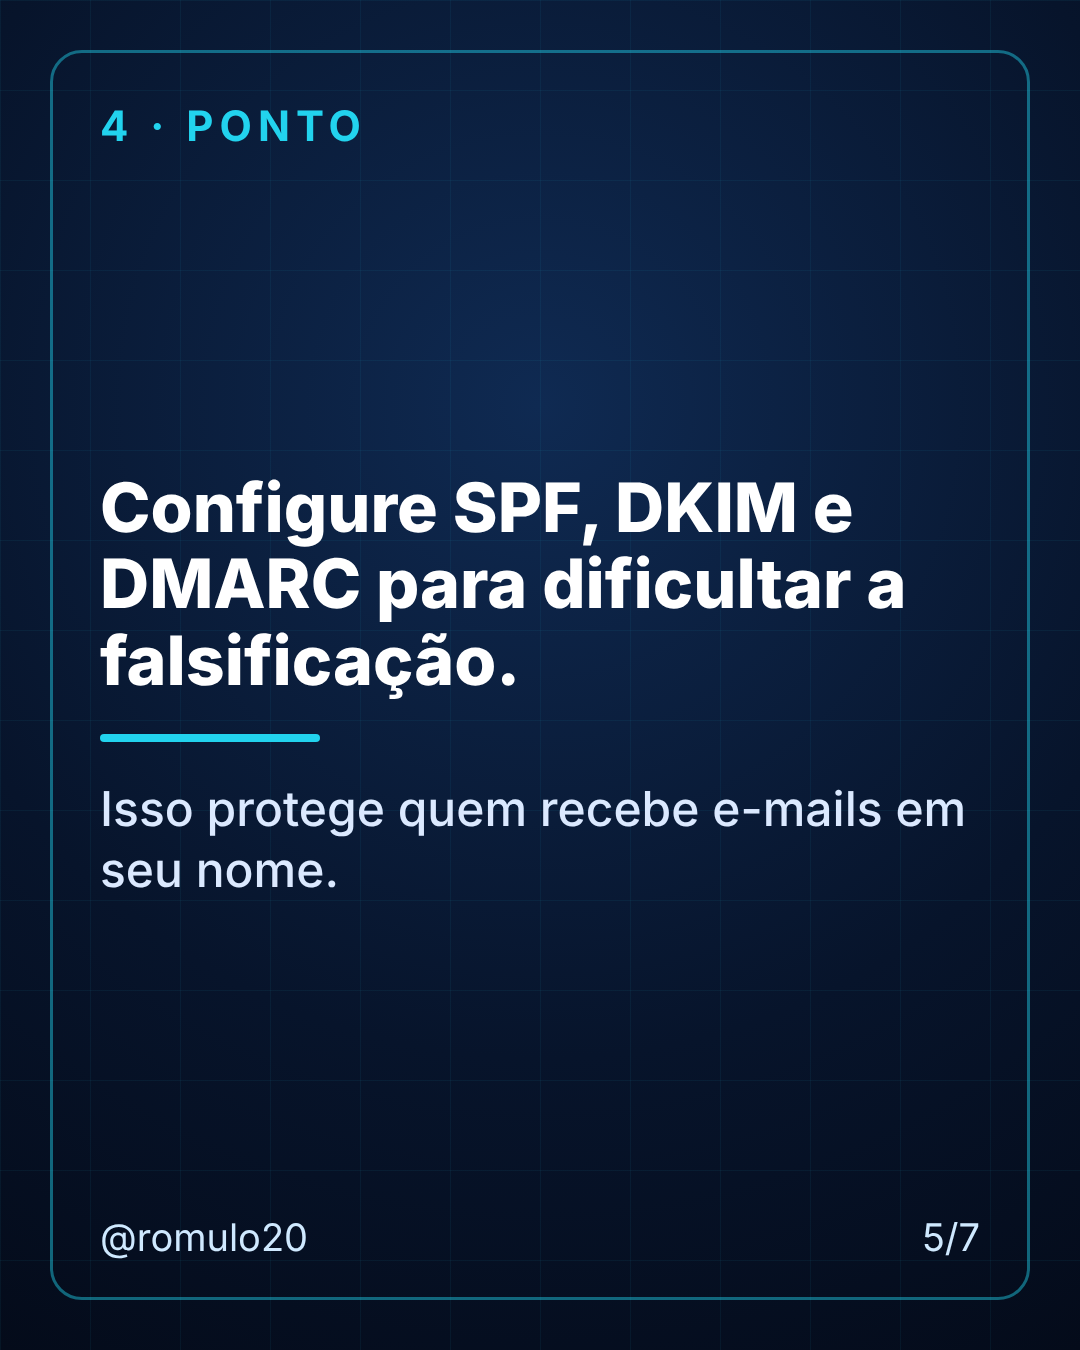 4 · PONTO
Configure SPF, DKIM e
DMARC para dificultar a
falsificação.
Isso protege quem recebe e-mails em
seu nome.
@romulo20
5/7